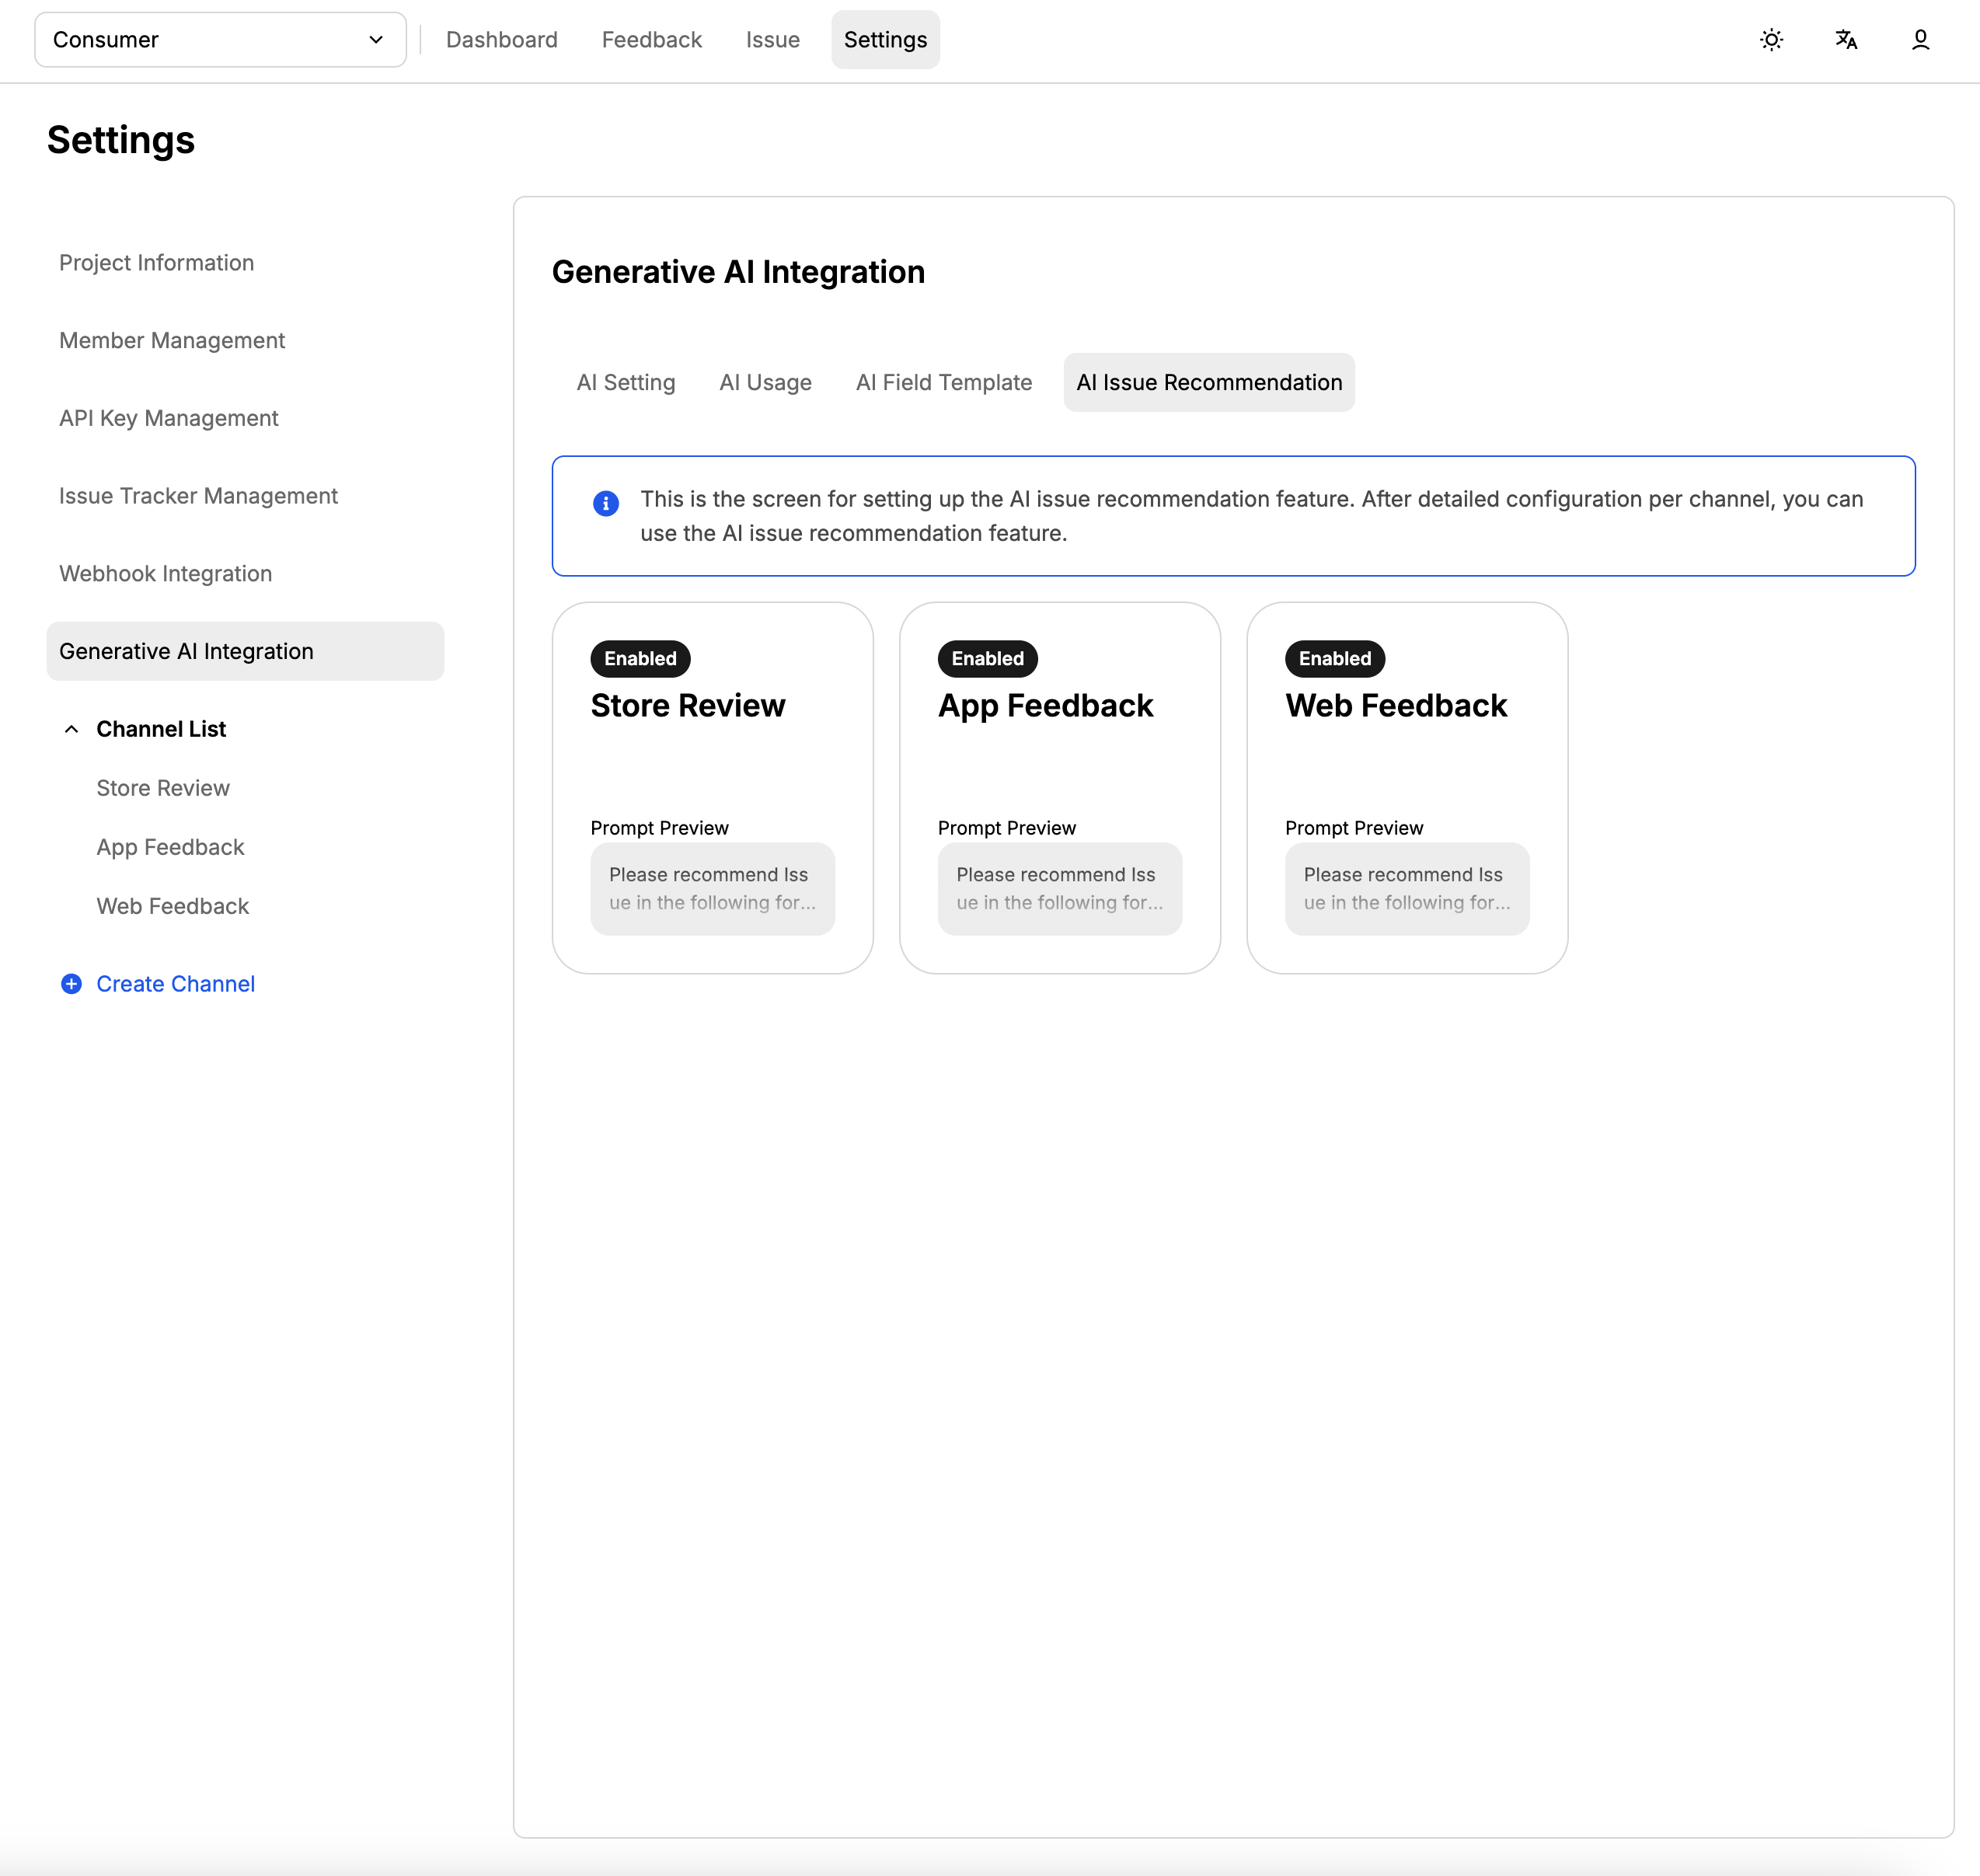 Consumer
Dashboard
Feedback
Issue
Settings
Settings
Project Information
Member Management
API Key Management
Issue Tracker Management
Webhook Integration
Generative AI Integration
Channel List
Store Review
App Feedback
Web Feedback
Create Channel
Generative AI Integration
AI Setting
AI Usage
AI Field Template
AI Issue Recommendation
This is the screen for setting up the AI issue recommendation feature. After detailed configuration per channel, you can
use the AI issue recommendation feature.
Enabled
Store Review
Prompt Preview
Please recommend Iss
ue in the following for...
Enabled
App Feedback
Prompt Preview
Please recommend Iss
ue in the following for...
Enabled
Web Feedback
Prompt Preview
Please recommend Iss
ue in the following for...